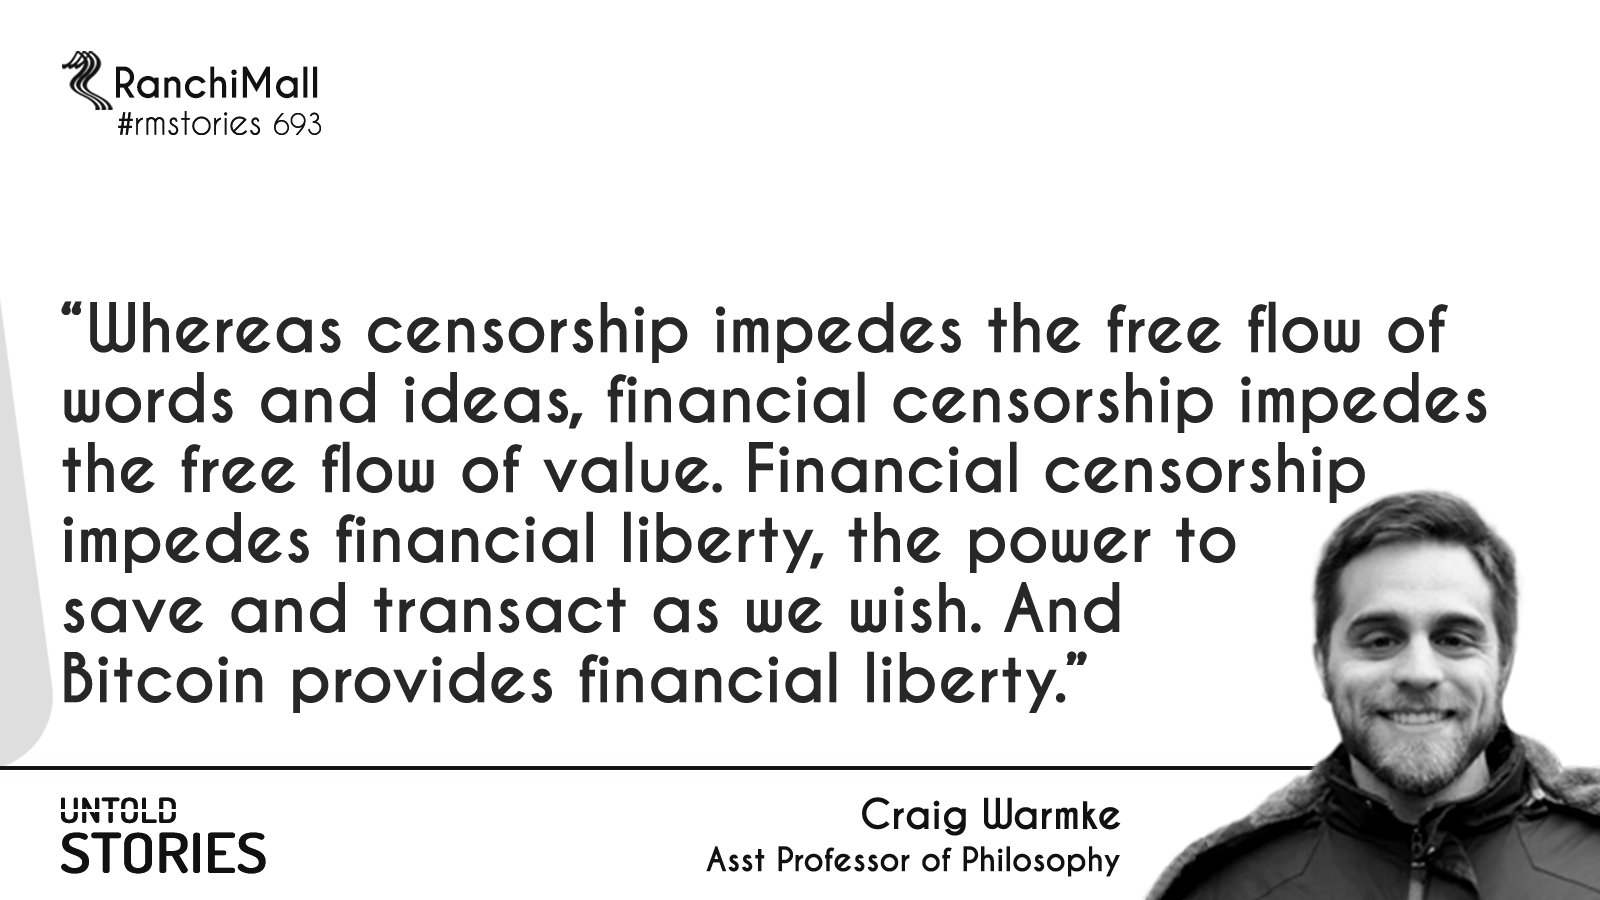 RanchiMall
#rmstories 693
“Whereas censorship impedes the free flow of
words and ideas, financial censorship impedes
the free flow of value. Financial censorship
impedes financial liberty, the power to
save and transact as we wish. And
Bitcoin provides financial liberty.”
UNTOLD
STORIES
Craig Warmke
Asst Professor of Philosophy